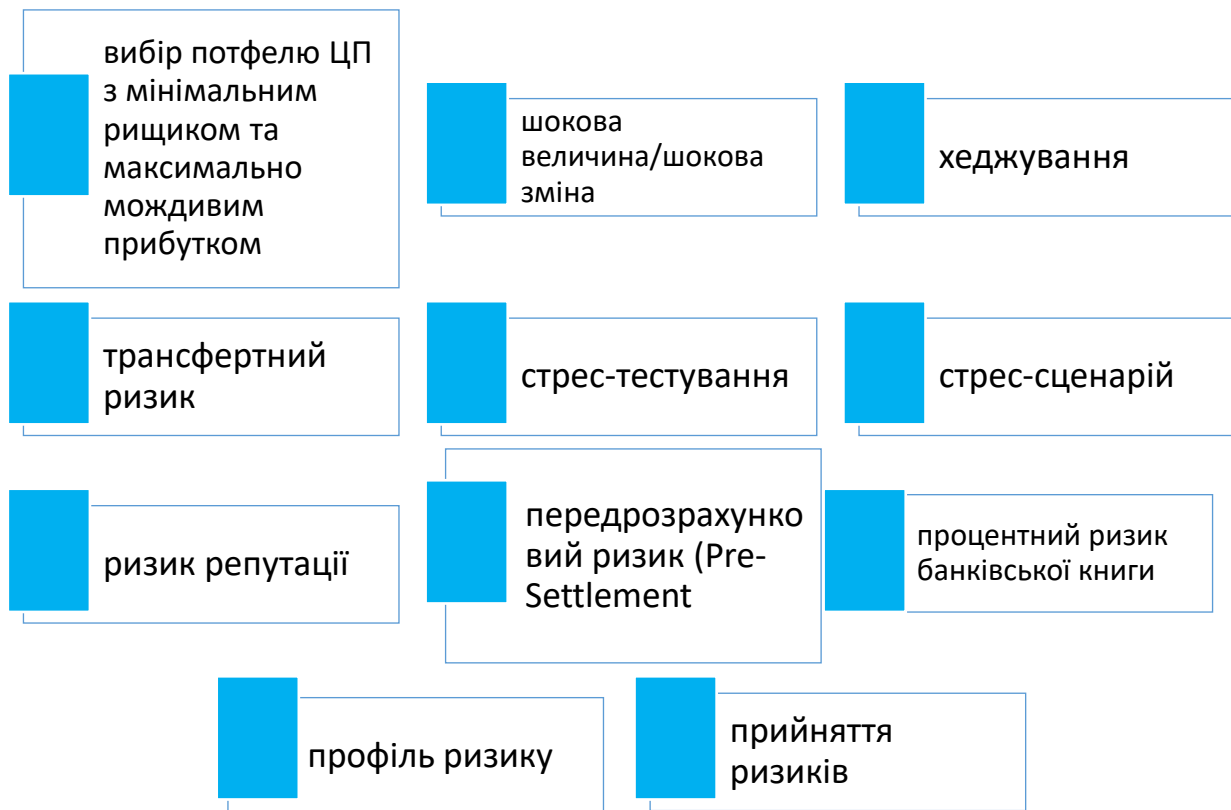 вибір потфелю ЦП
з мінімальним
рищиком та
максимально
мождивим
прибутком
шокова
величина/шокова
зміна
хеджування
трансфертний
ризик
стрес-тестування
стрес-сценарій
ризик репутації
передрозрахунко
вий ризик (Pre-
Settlement
процентний ризик
банківської книги
профіль ризику
прийняття
ризиків